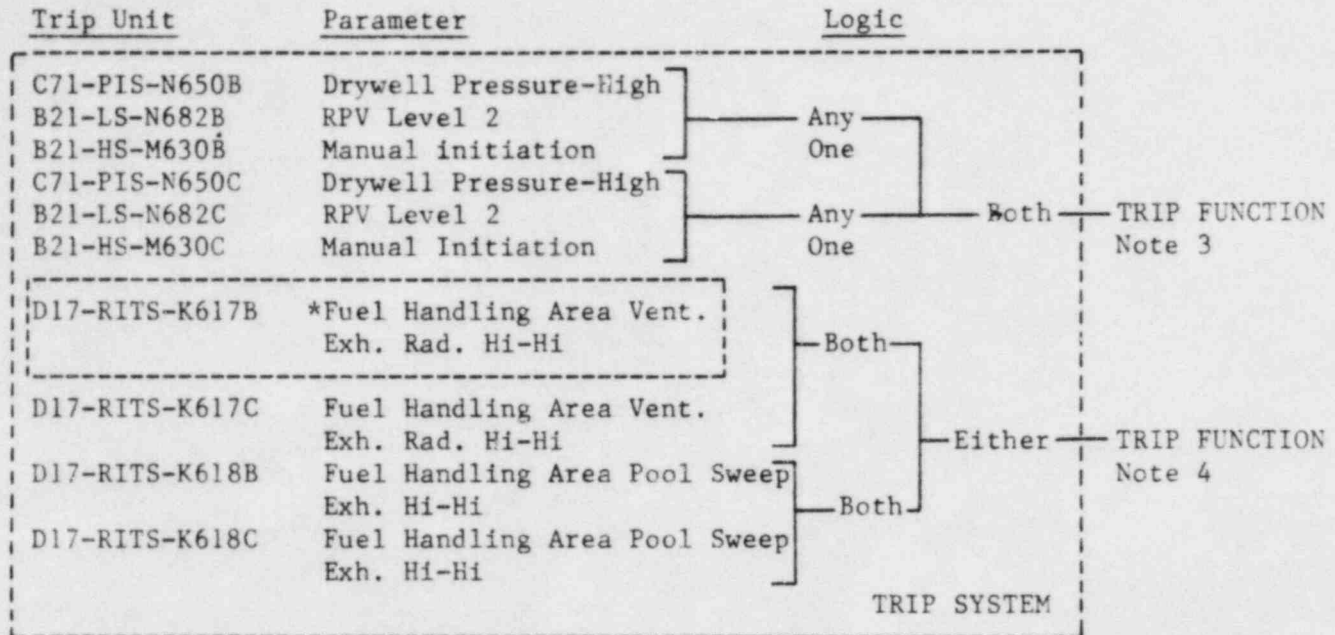 Trip Unit Parameter Logic
C71-PIS-N650B Drywell Pressure-High
B21-LS-N682B RPV Level 2 Any
B21-HS-M630B Manual initiation One
C71-PIS-N650C Drywell Pressure-High
B21-LS-N682C RPV Level 2 Any Both TRIP FUNCTION
B21-HS-M630C Manual Initiation One Note 3
D17-RITS-K617B *Fuel Handling Area Vent.
Exh. Rad. Hi-Hi Both
D17-RITS-K617C Fuel Handling Area Vent.
Exh. Rad. Hi-Hi Either TRIP FUNCTION
D17-RITS-K618B Fuel Handling Area Pool Sweep Note 4
Exh. Hi-Hi Both
D17-RITS-K618C Fuel Handling Area Pool Sweep
Exh. Hi-Hi
TRIP SYSTEM